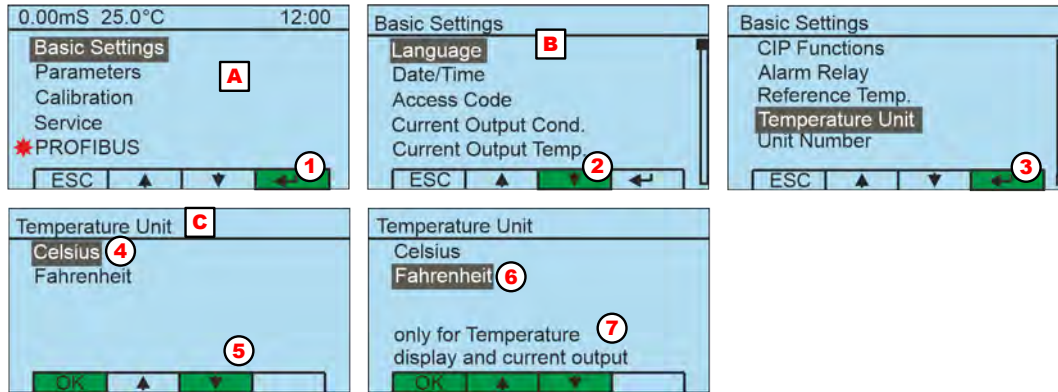 0.00mS 25.0°C 12:00
Basic Settings
Parameters
A
Calibration
Service
PROFIBUS
1
ESC
Basic Settings
Language
B
Date/Time
Access Code
Current Output Cond.
Current Output Temp.
2
ESC
Basic Settings
CIP Functions
Alarm Relay
Reference Temp.
Temperature Unit
Unit Number
3
ESC
Temperature Unit C
Celsius 4
Fahrenheit
5
OK
Temperature Unit
Celsius
Fahrenheit 6
only for Temperature 7
display and current output
OK